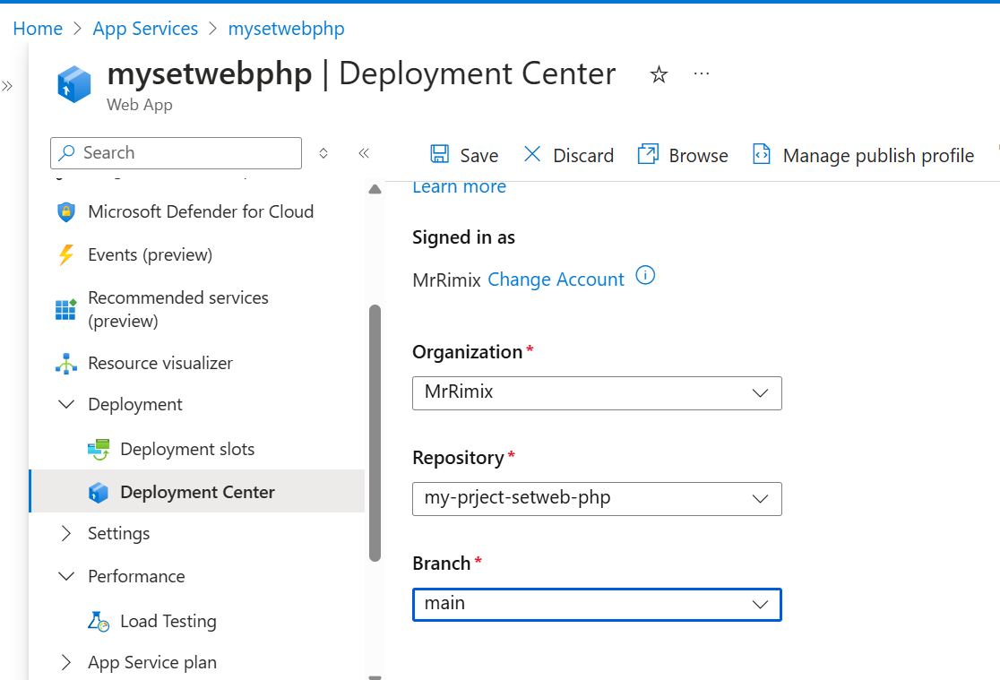 Home > App Services > mysetwebphp
mysetwebphp | Deployment Center
Web App
Search
Save
Discard
Browse
Manage publish profile
Microsoft Defender for Cloud
Events (preview)
Recommended services
(preview)
Resource visualizer
Deployment
Deployment slots
Deployment Center
Settings
Performance
Load Testing
App Service plan
Learn more
Signed in as
MrRimix Change Account
Organization*
MrRimix
Repository*
my-prject-setweb-php
Branch*
main